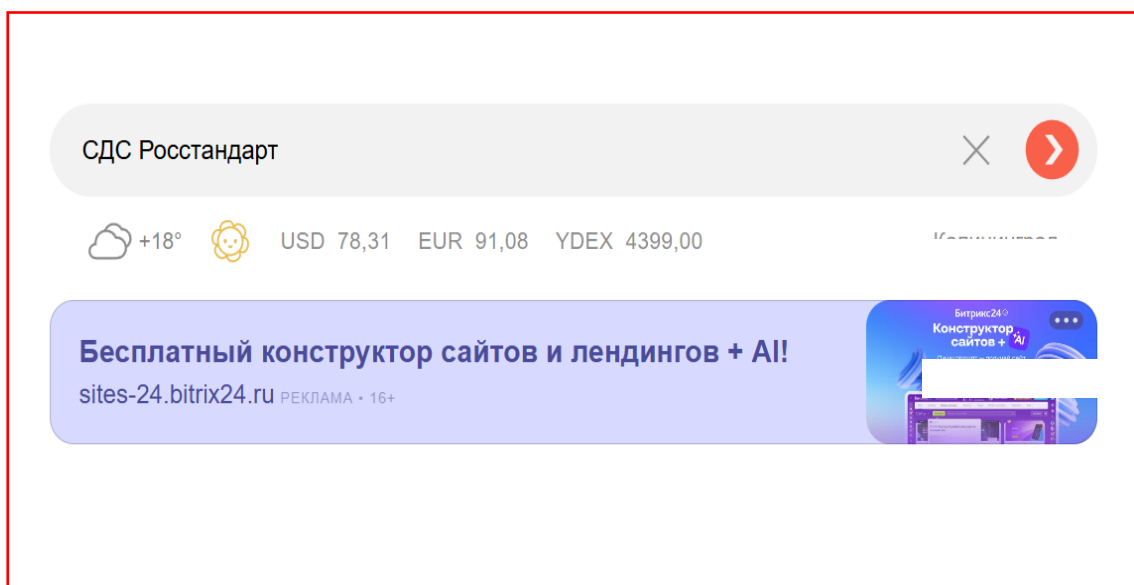 СДС Росстандарт
+18° USD 78,31 EUR 91,08 YDEX 4399,00
Бесплатный конструктор сайтов и лендингов + AI!
sites-24.bitrix24.ru РЕКЛАМА • 16+
Битрикс24
Конструктор
сайтов + AI